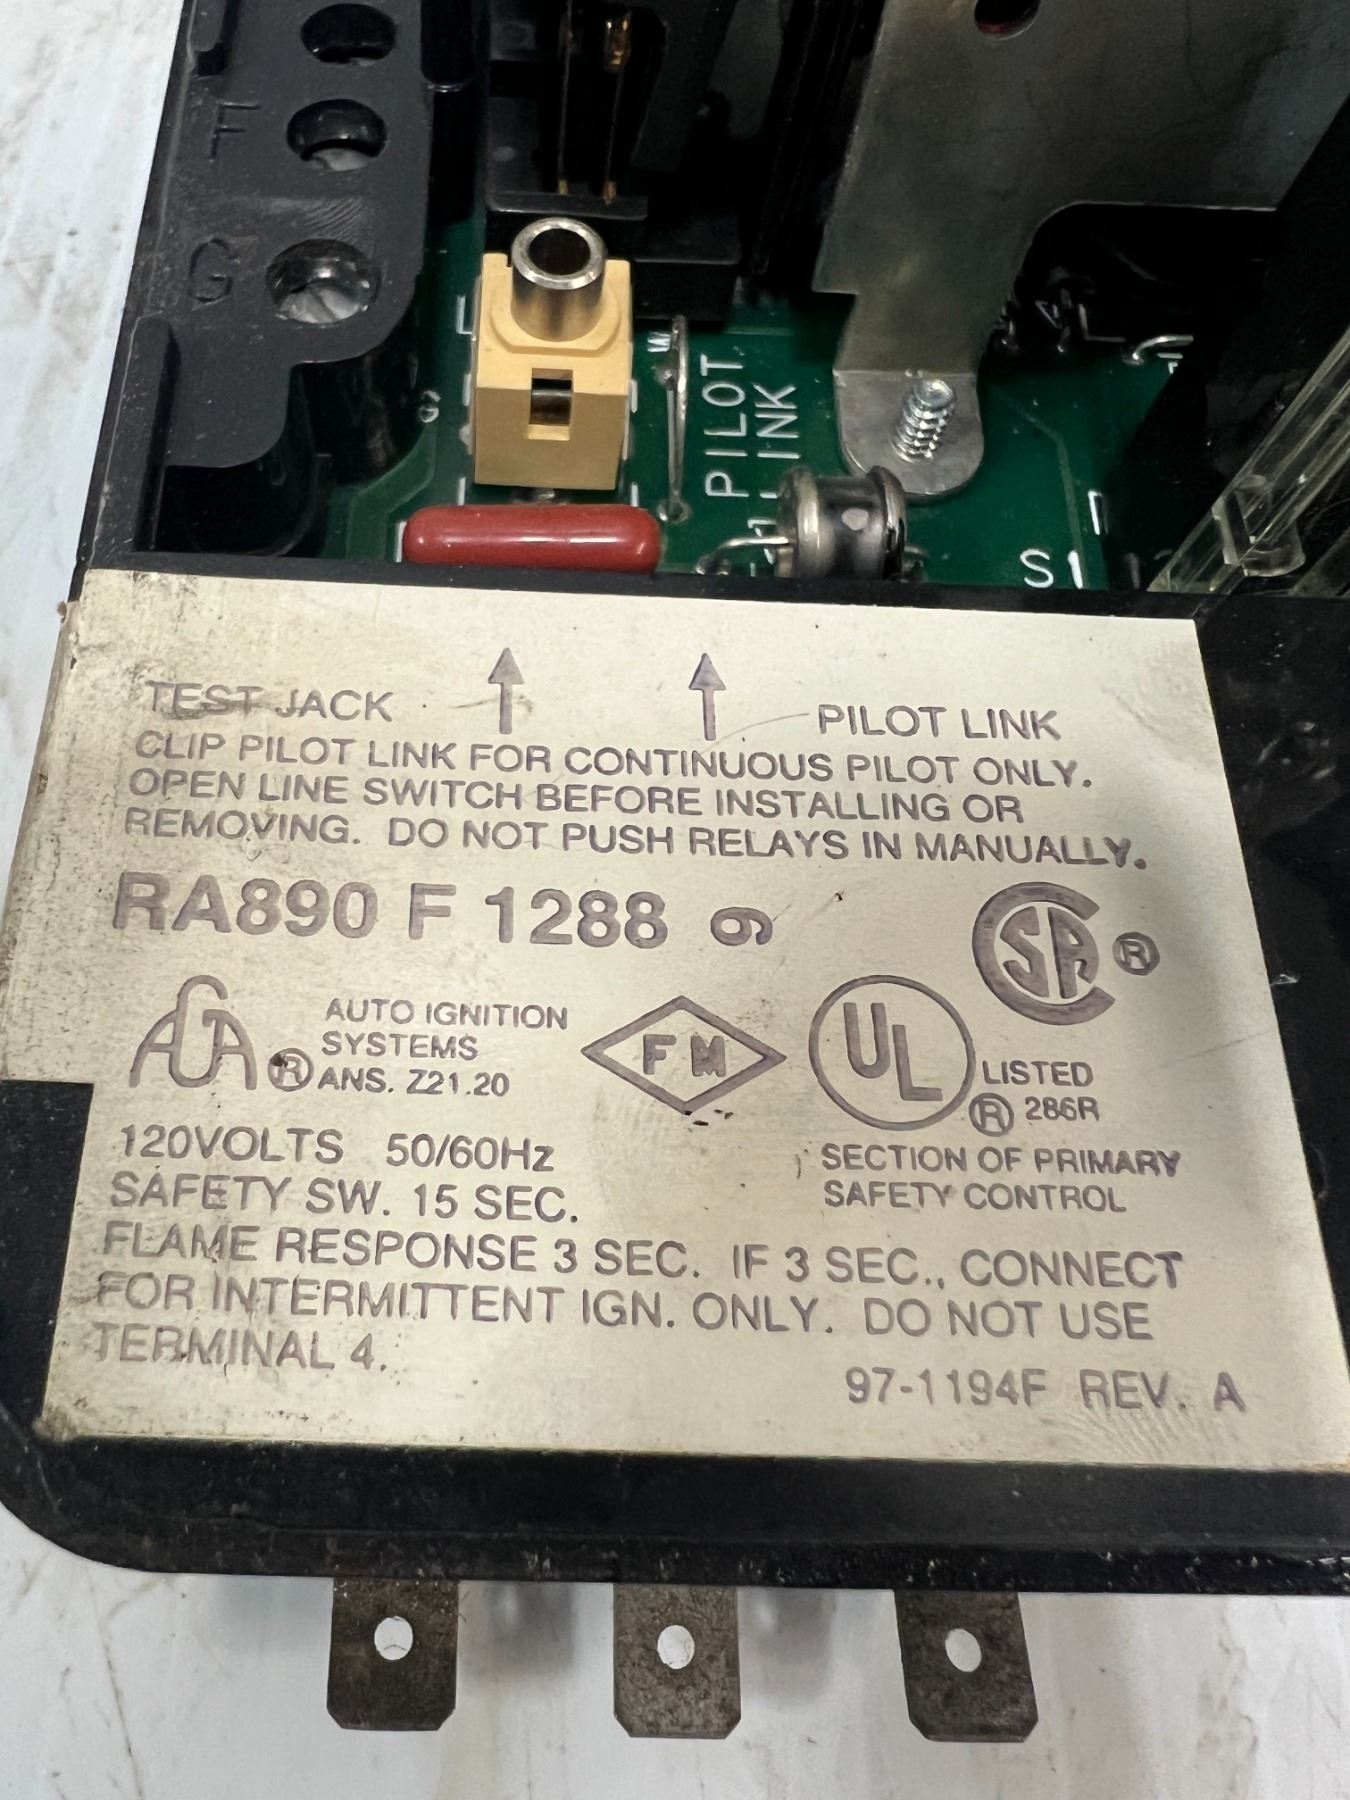 F
G
W
PILOT
LINK
S1
TEST JACK PILOT LINK
CLIP PILOT LINK FOR CONTINUOUS PILOT ONLY.
OPEN LINE SWITCH BEFORE INSTALLING OR
REMOVING. DO NOT PUSH RELAYS IN MANUALLY.
RA890 F 1288 6
SA ®
AGA ® AUTO IGNITION
SYSTEMS
ANS. Z21.20
FM
UL ® LISTED
286R
120VOLTS 50/60Hz
SECTION OF PRIMARY
SAFETY CONTROL
SAFETY SW. 15 SEC.
FLAME RESPONSE 3 SEC. IF 3 SEC., CONNECT
FOR INTERMITTENT IGN. ONLY. DO NOT USE
TERMINAL 4.
97-1194F REV. A